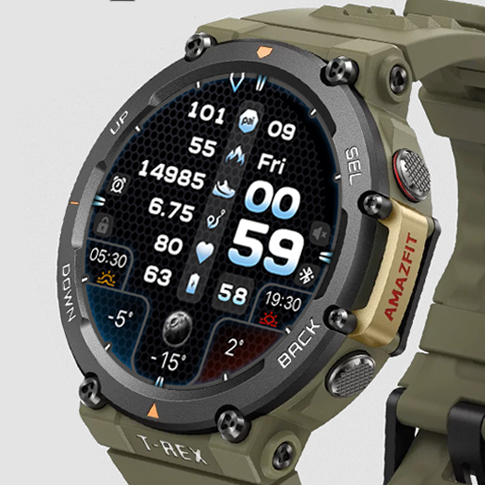 UP
SEL
DOWN
BACK
101
pai
09
55
Fri
14985
00
6.75
59
80
63
58
05:30
19:30
-5°
-15°
2°
AMAZFIT
T-REX